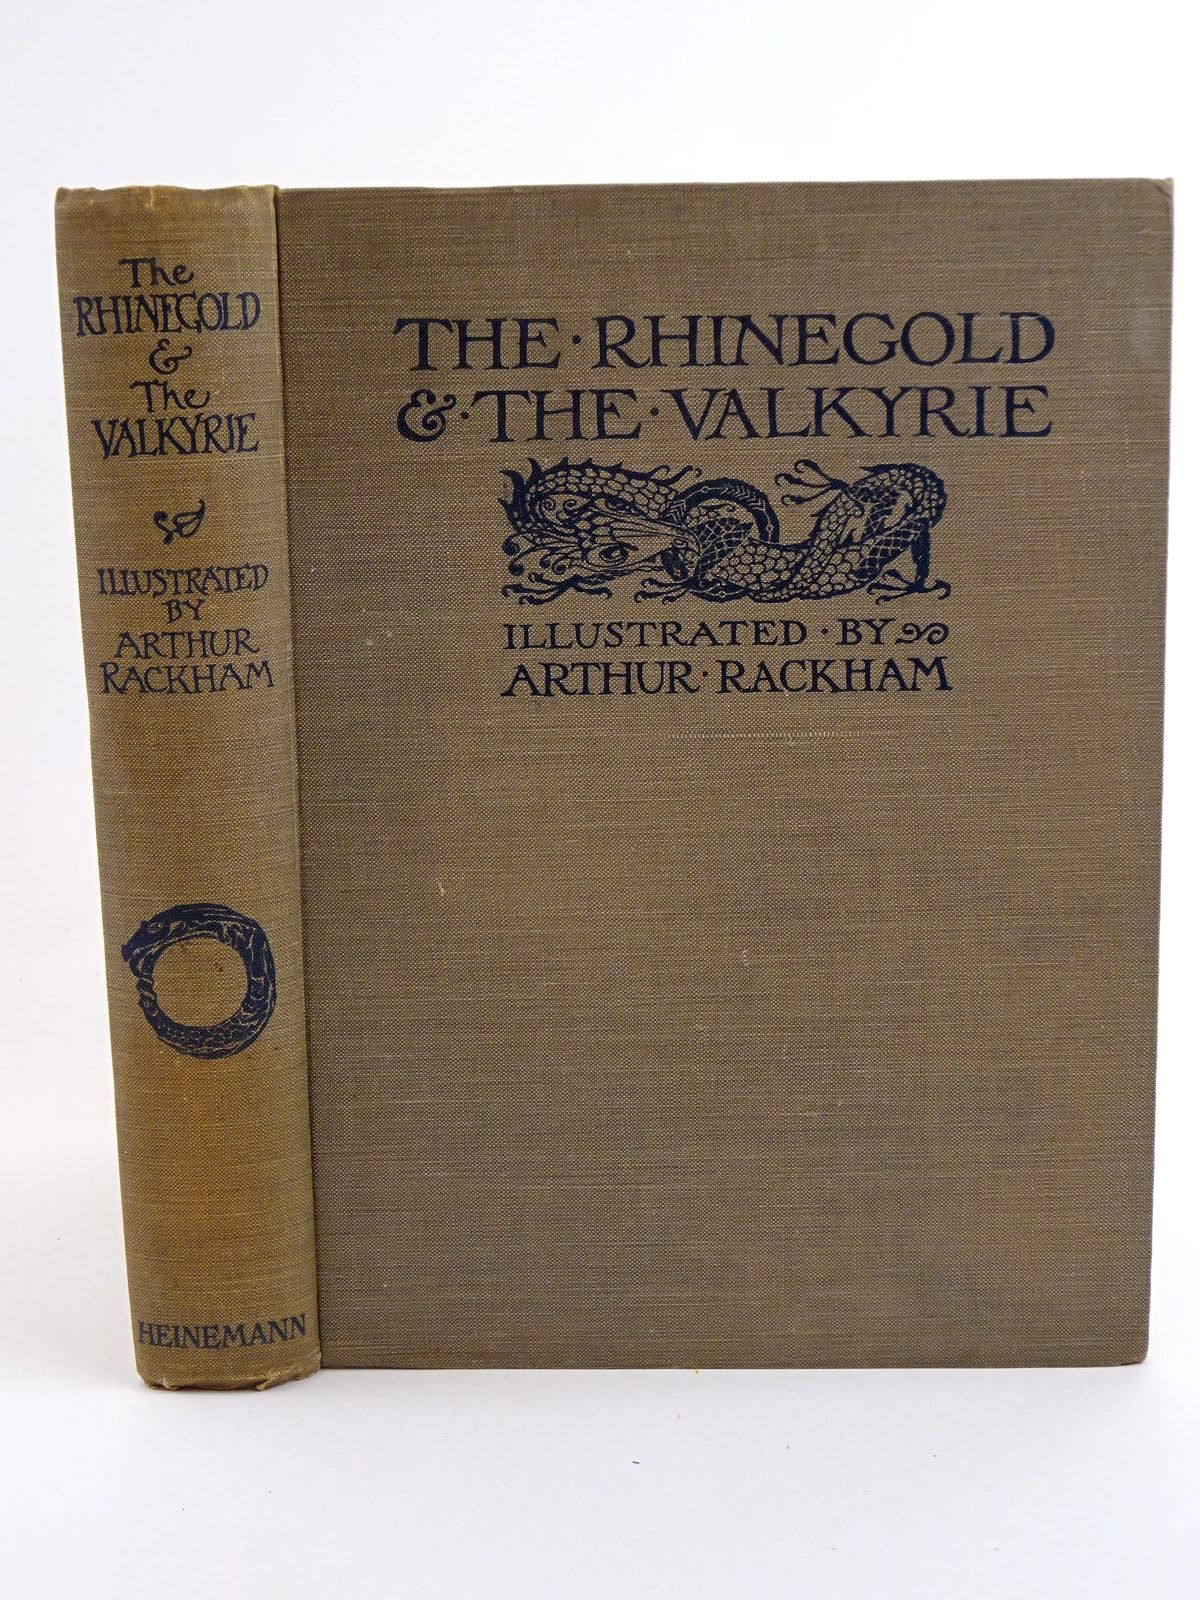 The
RHINEGOLD
&
The
VALKYRIE
ILLUSTRATED
BY
ARTHUR
RACKHAM
HEINEMANN
THE · RHINEGOLD
& · THE · VALKYRIE
ILLUSTRATED · BY
ARTHUR · RACKHAM